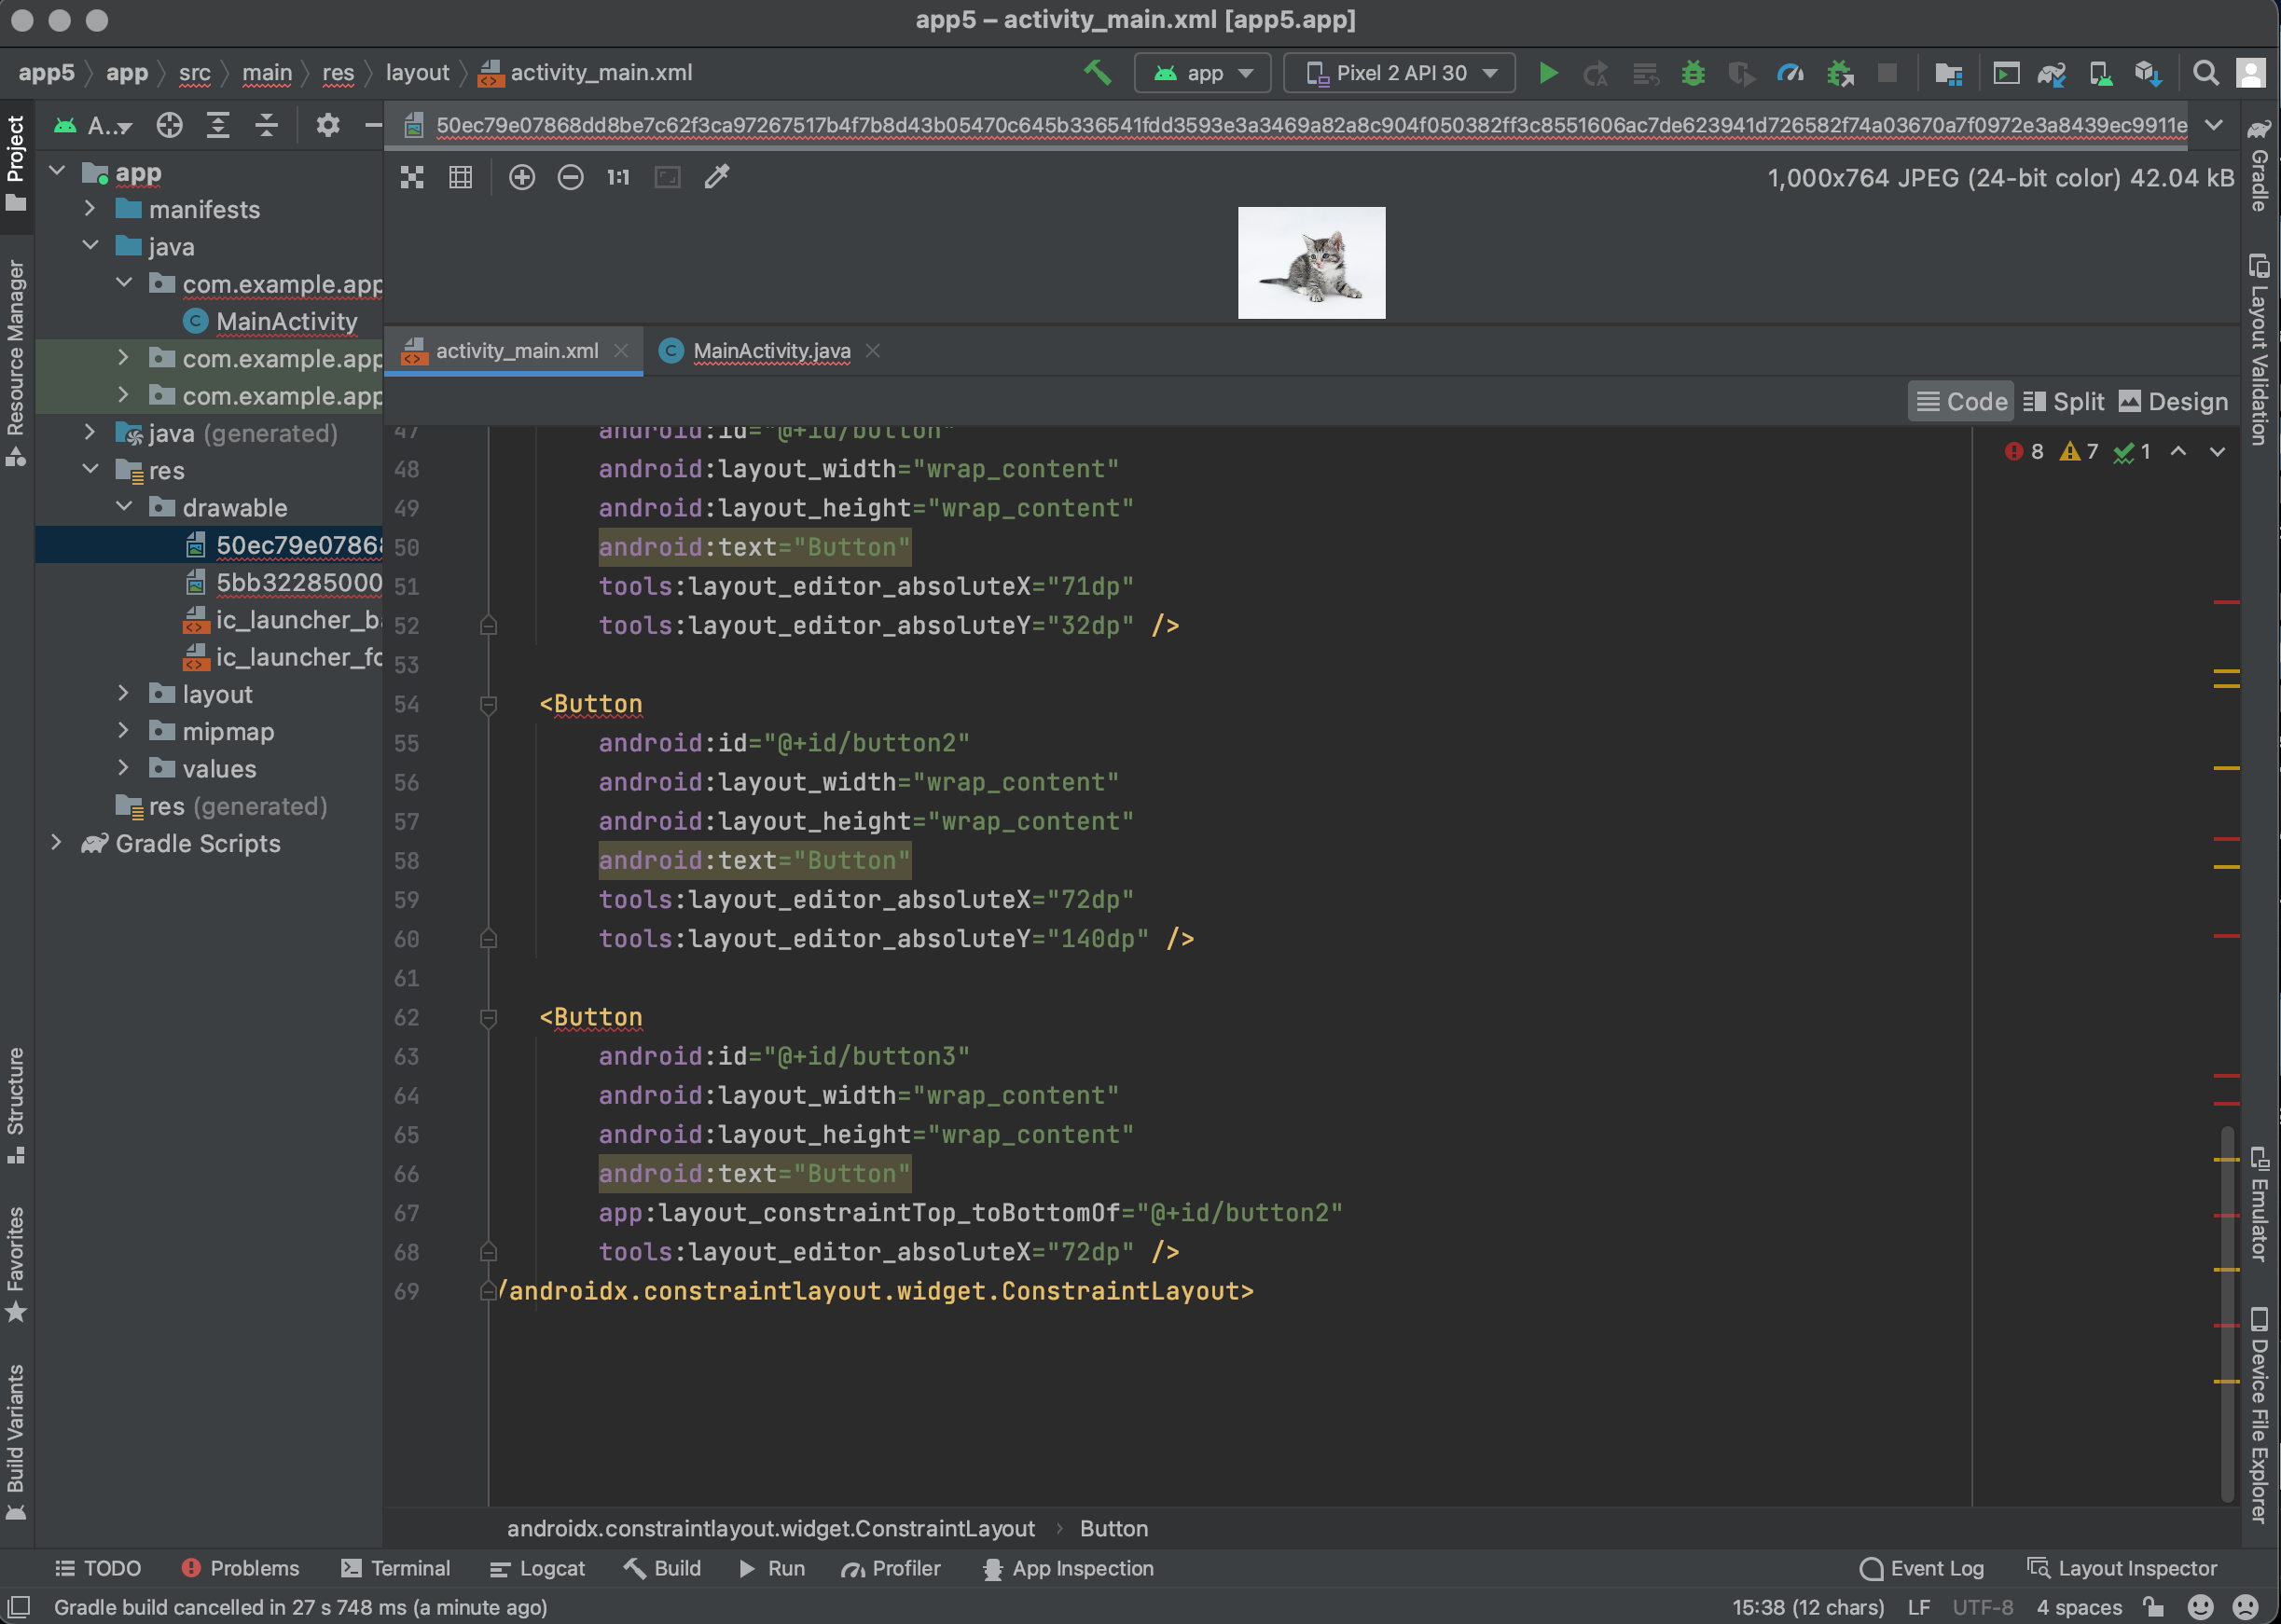 app5 – activity_main.xml [app5.app]
app5 app src main res layout activity_main.xml
app Pixel 2 API 30
Project
Resource Manager
Structure
Favorites
Build Variants
A..
app
manifests
java
com.example.app
MainActivity
com.example.app
com.example.app
java (generated)
res
drawable
50ec79e07868
5bb32285000
ic_launcher_ba
ic_launcher_fo
layout
mipmap
values
res (generated)
Gradle Scripts
50ec79e07868dd8be7c62f3ca97267517b4f7b8d43b05470c645b336541fdd3593e3a3469a82a8c904f050382ff3c8551606ac7de623941d726582f74a03670a7f0972e3a8439ec9911e
1:1
1,000x764 JPEG (24-bit color) 42.04 kB
activity_main.xml MainActivity.java
Code Split Design
8 7 1
47 android:id="@+id/button"
48 android:layout_width="wrap_content"
49 android:layout_height="wrap_content"
50 android:text="Button"
51 tools:layout_editor_absoluteX="71dp"
52 tools:layout_editor_absoluteY="32dp" />
53
54 <Button
55 android:id="@+id/button2"
56 android:layout_width="wrap_content"
57 android:layout_height="wrap_content"
58 android:text="Button"
59 tools:layout_editor_absoluteX="72dp"
60 tools:layout_editor_absoluteY="140dp" />
61
62 <Button
63 android:id="@+id/button3"
64 android:layout_width="wrap_content"
65 android:layout_height="wrap_content"
66 android:text="Button"
67 app:layout_constraintTop_toBottomOf="@+id/button2"
68 tools:layout_editor_absoluteX="72dp" />
69 /androidx.constraintlayout.widget.ConstraintLayout>
androidx.constraintlayout.widget.ConstraintLayout › Button
Gradle
Layout Validation
Emulator
Device File Explorer
TODO Problems Terminal Logcat Build Run Profiler App Inspection Event Log Layout Inspector
Gradle build cancelled in 27 s 748 ms (a minute ago) 15:38 (12 chars) LF UTF-8 4 spaces